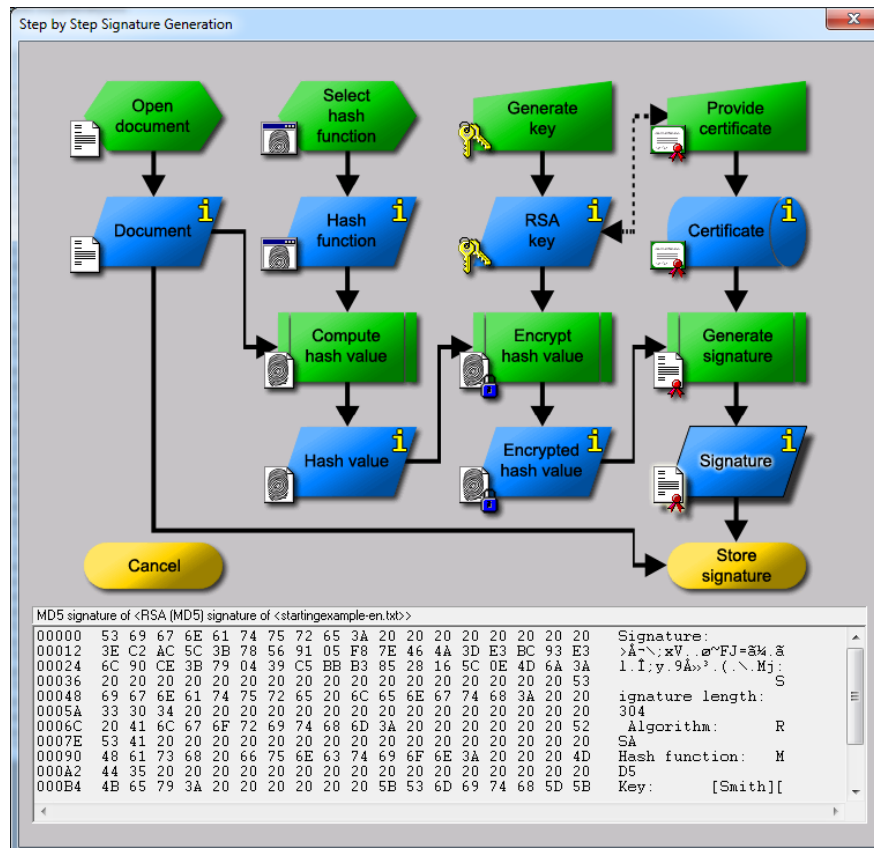 Step by Step Signature Generation
Open
document
Select
hash
function
Generate
key
Provide
certificate
Document
Hash
function
RSA
key
Certificate
Compute
hash value
Encrypt
hash value
Generate
signature
Hash value
Encrypted
hash value
Signature
Cancel
Store
signature
MD5 signature of <RSA (MD5) signature of <startingexample-en.txt>>
00000 53 69 67 6E 61 74 75 72 65 3A 20 20 20 20 20 20 20 20 Signature:
00012 3E C2 AC 5C 3B 78 56 91 05 F8 7E 46 4A 3D E3 BC 93 E3 >Â¬\;xV..ø~FJ=ã¼.ã
00024 6C 90 CE 3B 79 04 39 C5 BB B3 85 28 16 5C 0E 4D 6A 3A l.Î;y.9Å»³.(.\.Mj:
00036 20 20 20 20 20 20 20 20 20 20 20 20 20 20 20 20 20 53 S
00048 69 67 6E 61 74 75 72 65 20 6C 65 6E 67 74 68 3A 20 20 ignature length:
0005A 33 30 34 20 20 20 20 20 20 20 20 20 20 20 20 20 20 20 304
0006C 20 41 6C 67 6F 72 69 74 68 6D 3A 20 20 20 20 20 20 52 Algorithm: R
0007E 53 41 20 20 20 20 20 20 20 20 20 20 20 20 20 20 20 20 SA
00090 48 61 73 68 20 66 75 6E 63 74 69 6F 6E 3A 20 20 20 4D Hash function: M
000A2 44 35 20 20 20 20 20 20 20 20 20 20 20 20 20 20 20 20 D5
000B4 4B 65 79 3A 20 20 20 20 20 20 20 5B 53 6D 69 74 68 5D 5B Key: [Smith][